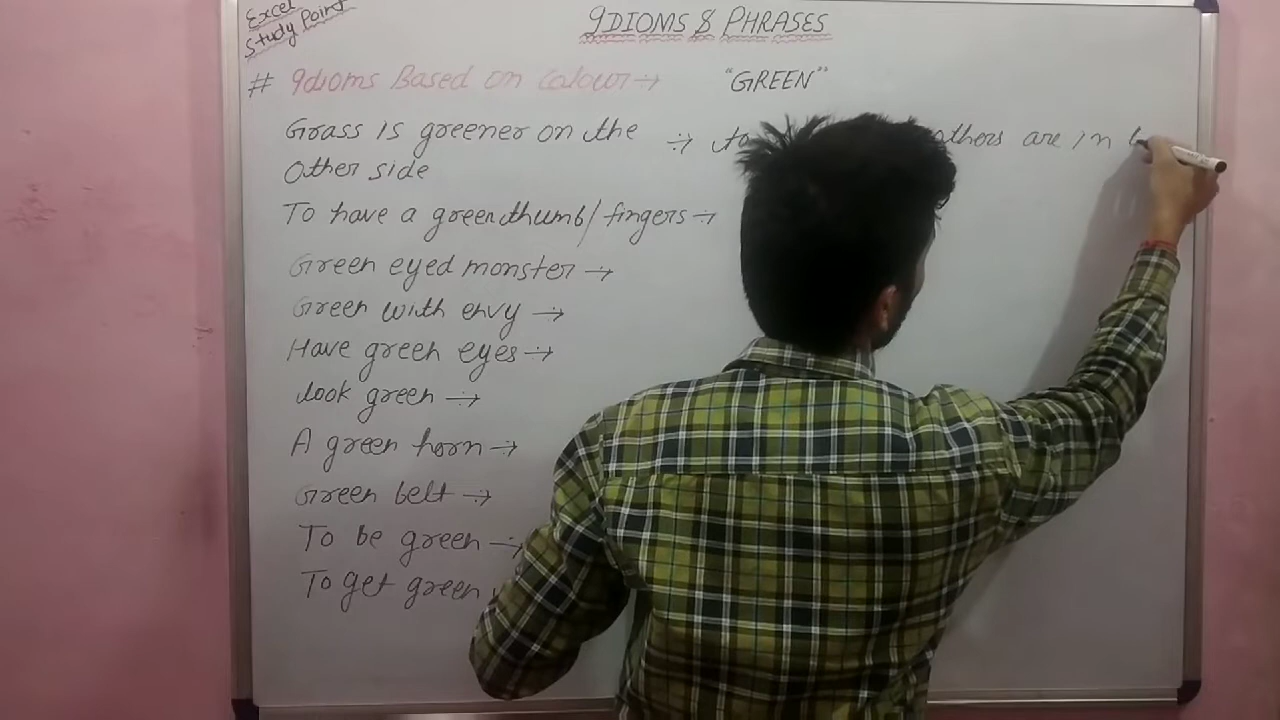 Excel
Study Point
IDIOMS & PHRASES
# Idioms Based on Colour → "GREEN"
Grass is greener on the → to others are in
Other side
To have a green thumb/fingers →
Green eyed monster →
Green with envy →
Have green eyes →
Look green →
A green horn →
Green belt →
To be green →
To get green